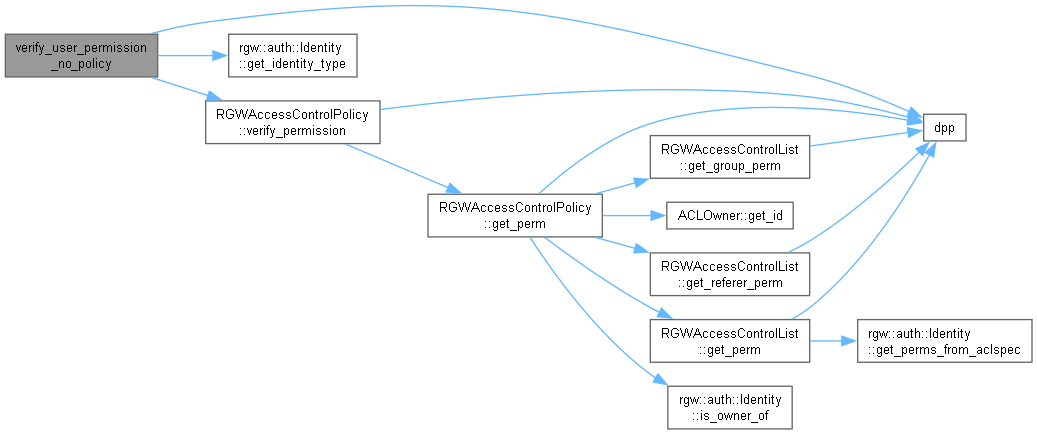 verify_user_permission
_no_policy
rgw::auth::Identity
::get_identity_type
RGWAccessControlPolicy
::verify_permission
dpp
RGWAccessControlList
::get_group_perm
RGWAccessControlPolicy
::get_perm
ACLOwner::get_id
RGWAccessControlList
::get_referer_perm
RGWAccessControlList
::get_perm
rgw::auth::Identity
::get_perms_from_aclspec
rgw::auth::Identity
::is_owner_of